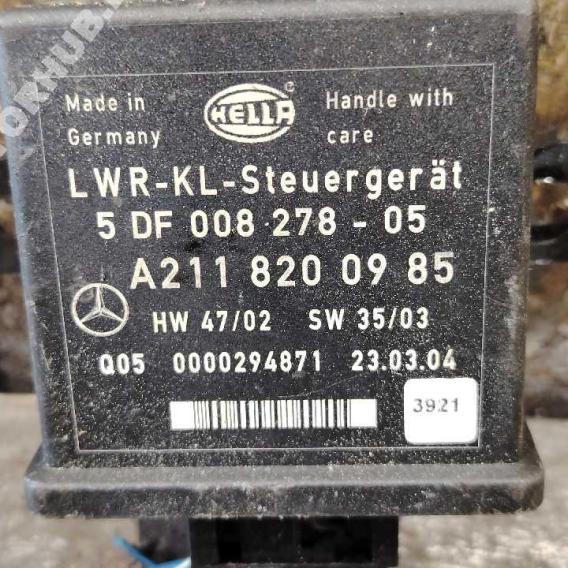 Made in
Germany
HELLA
Handle with
care
LWR-KL-Steuergerät
5 DF 008 278 - 05
A211 820 09 85
HW 47/02 SW 35/03
Q05 0000294871 23.03.04
3921